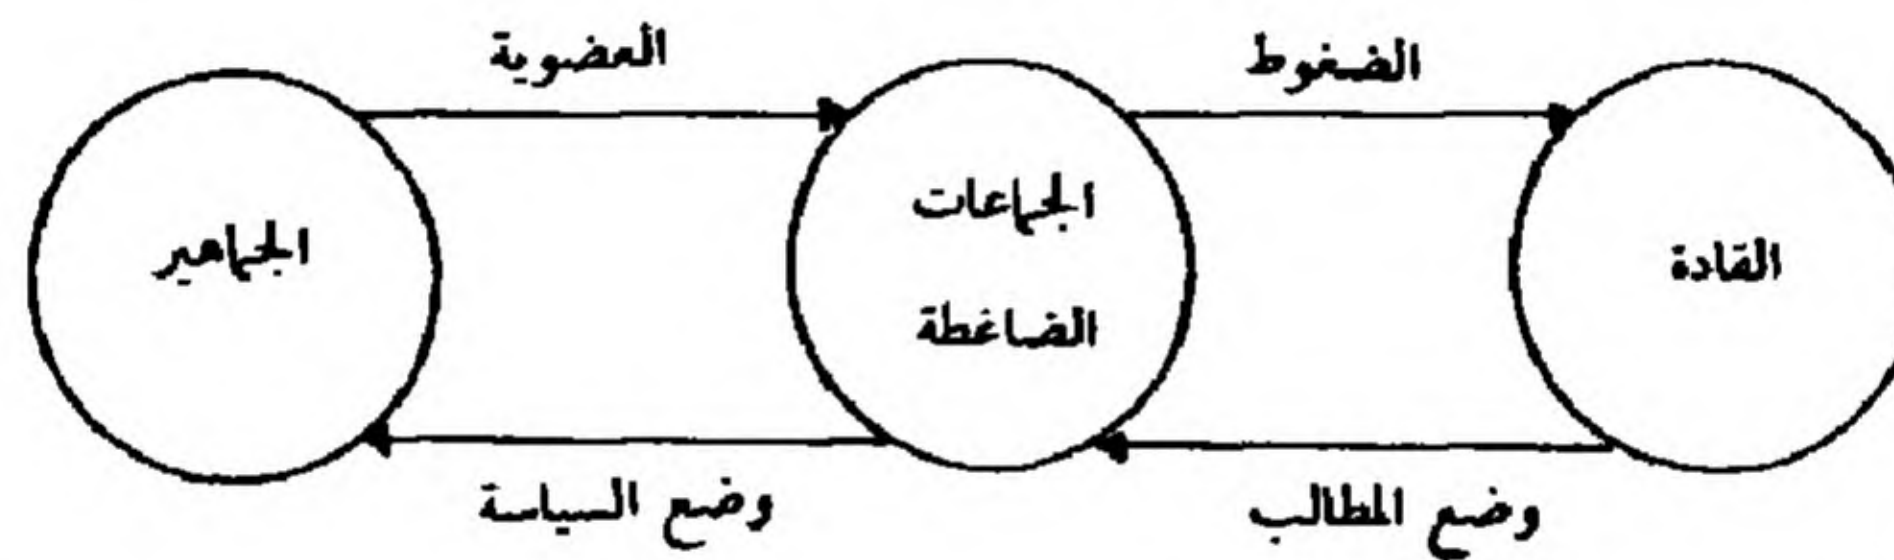 العضوية
الضغوط
الجماهير
الجماعات
الضاغطة
القادة
وضع السياسة
وضع المطالب